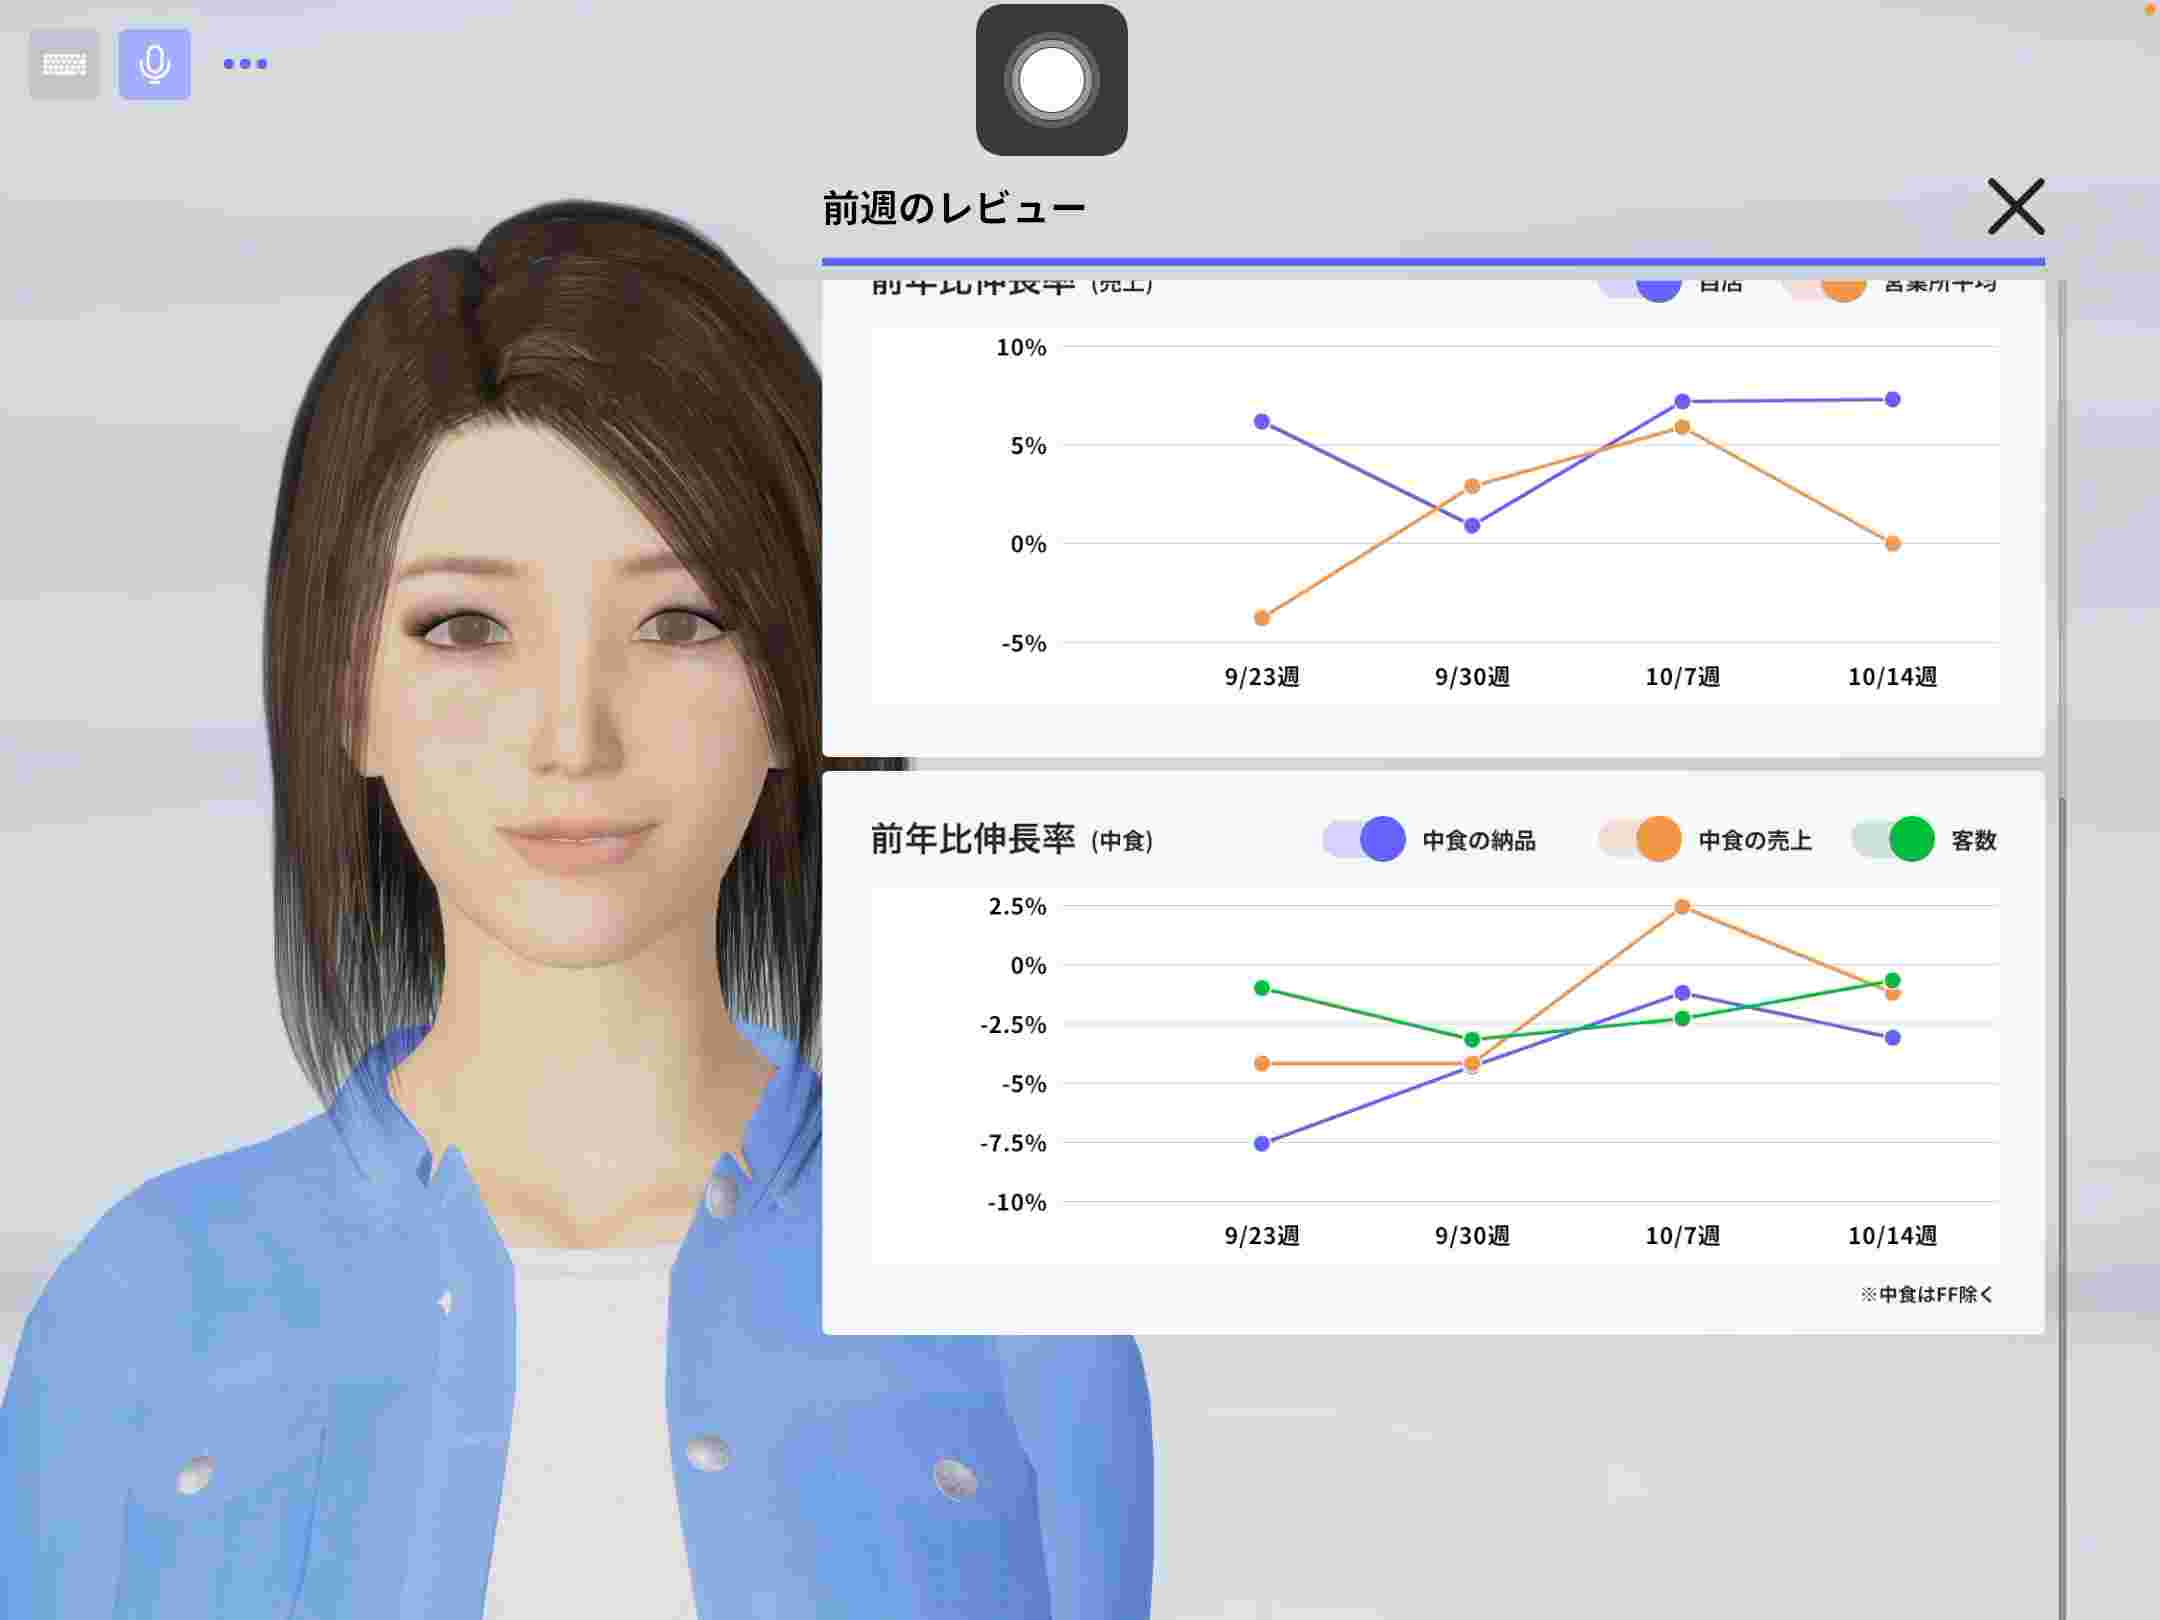 前週のレビュー
前年比伸長率 (売上) 自店 営業所平均
10%
5%
0%
-5%
9/23週 9/30週 10/7週 10/14週
前年比伸長率 (中食) 中食の納品 中食の売上 客数
2.5%
0%
-2.5%
-5%
-7.5%
-10%
9/23週 9/30週 10/7週 10/14週
※中食はFF除く